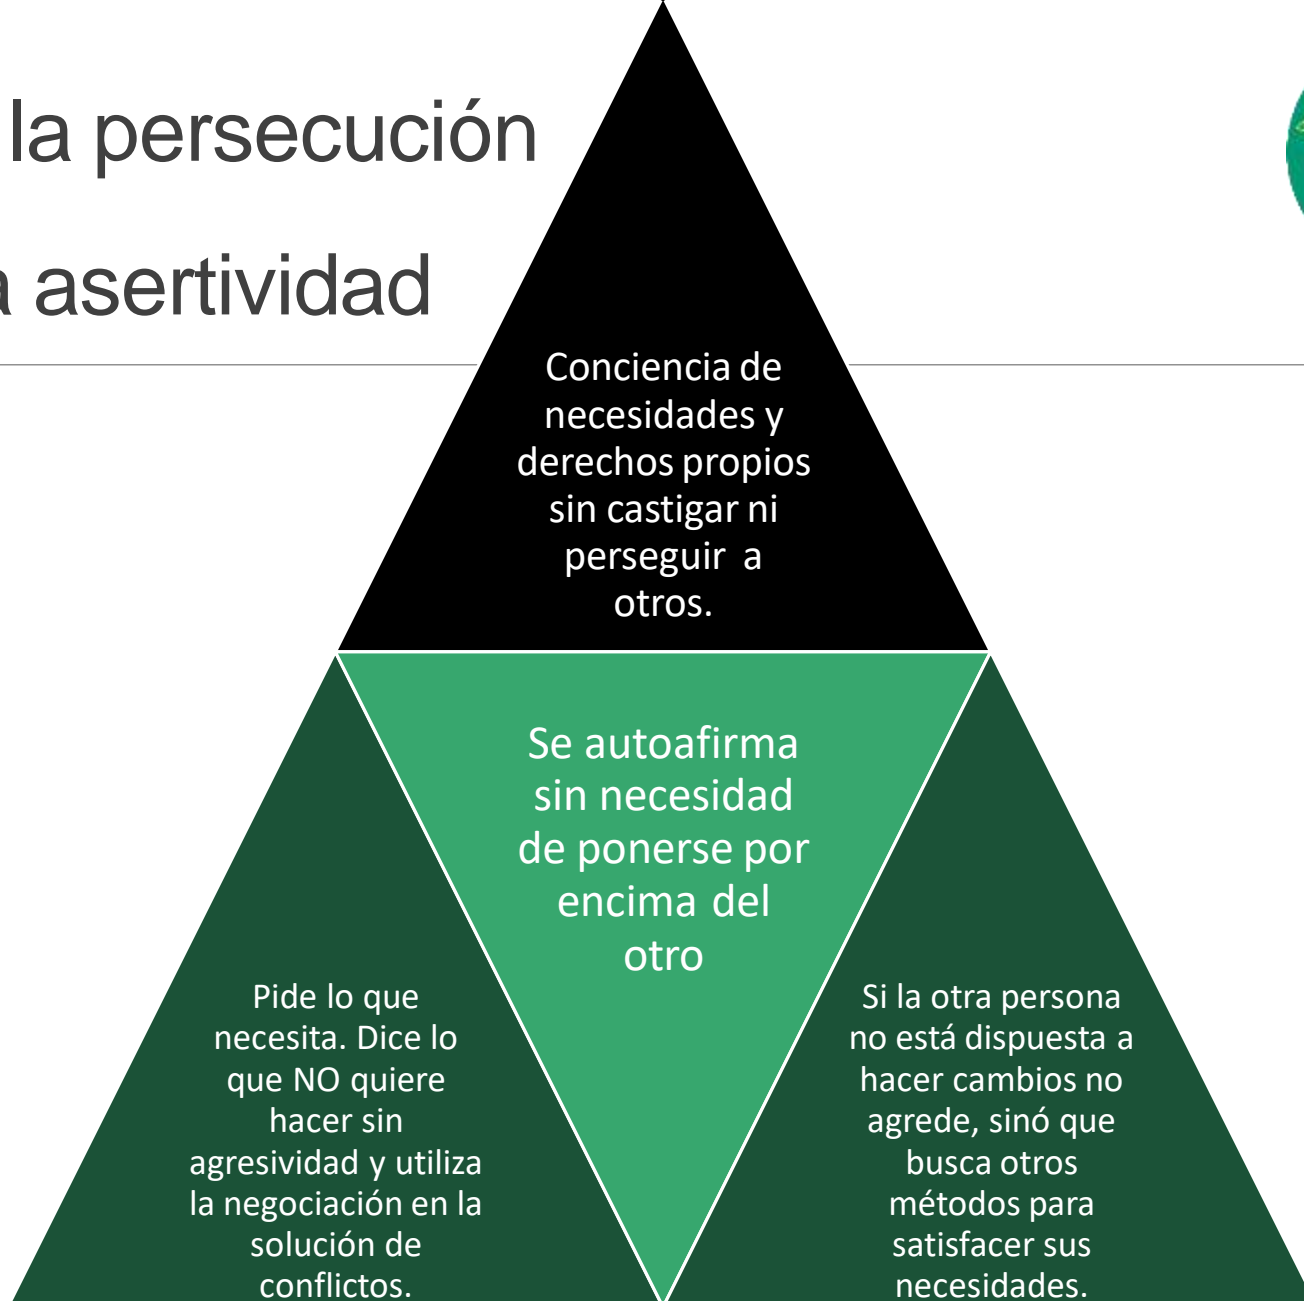 la persecución
a asertividad
Conciencia de
necesidades y
derechos propios
sin castigar ni
perseguir a
otros.
Se autoafirma
sin necesidad
de ponerse por
encima del
otro
Pide lo que
necesita. Dice lo
que NO quiere
hacer sin
agresividad y utiliza
la negociación en la
solución de
conflictos.
Si la otra persona
no está dispuesta a
hacer cambios no
agrede, sinó que
busca otros
métodos para
satisfacer sus
necesidades.